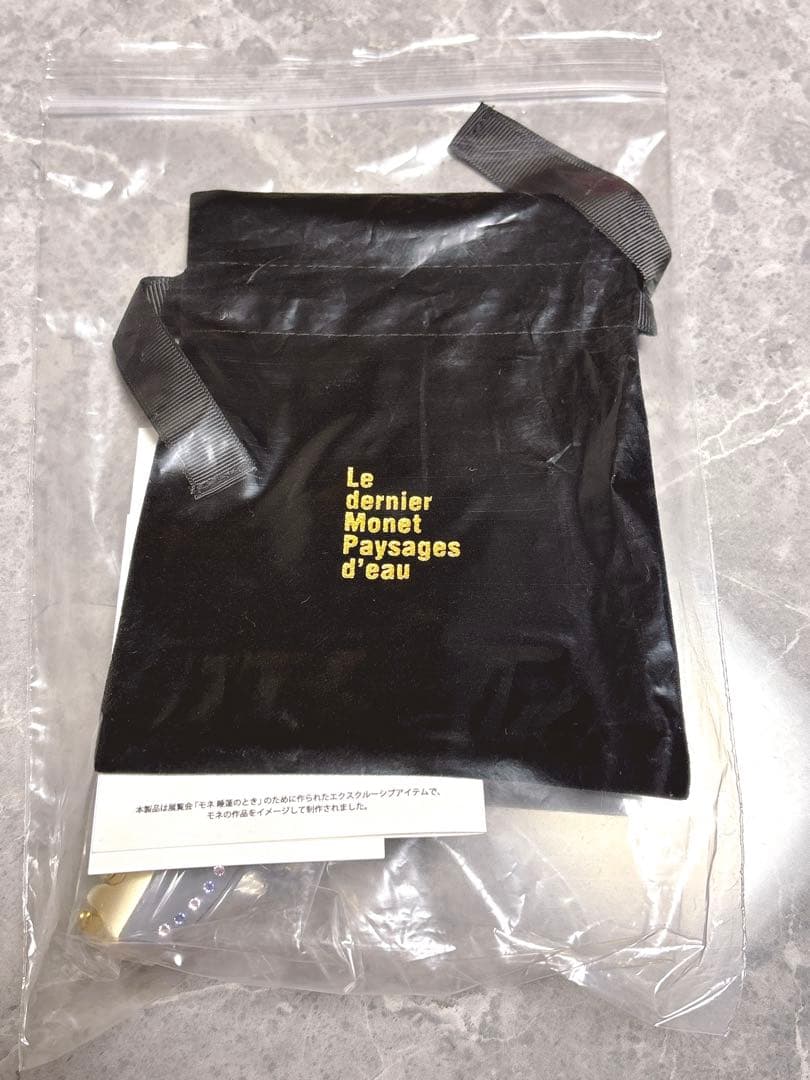 Le
dernier
Monet
Paysages
d'eau
本製品は展覧会「モネ 睡蓮のとき」のために作られたエクスクルーシブアイテムで、
モネの作品をイメージして制作されました。